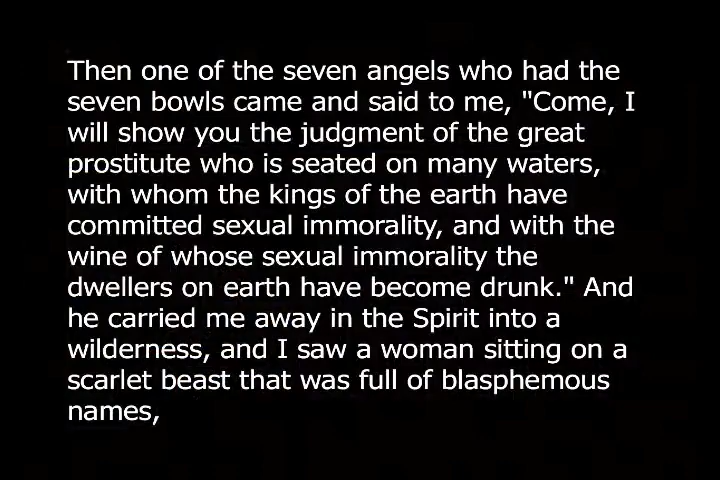 Then one of the seven angels who had the
seven bowls came and said to me, "Come, I
will show you the judgment of the great
prostitute who is seated on many waters,
with whom the kings of the earth have
committed sexual immorality, and with the
wine of whose sexual immorality the
dwellers on earth have become drunk." And
he carried me away in the Spirit into a
wilderness, and I saw a woman sitting on a
scarlet beast that was full of blasphemous
names,